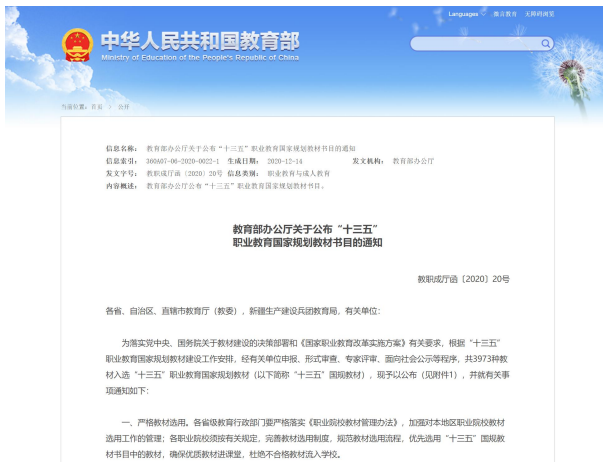 Languages 微言教育 无障碍浏览
中华人民共和国教育部
Ministry of Education of the People's Republic of China
当前位置：首页 > 公开
信息名称： 教育部办公厅关于公布“十三五”职业教育国家规划教材书目的通知
信息索引： 360A07-06-2020-0022-1 生成日期： 2020-12-14 发文机构： 教育部办公厅
发文字号： 教职成厅函〔2020〕20号 信息类别： 职业教育与成人教育
内容概述： 教育部办公厅公布“十三五”职业教育国家规划教材书目。
教育部办公厅关于公布“十三五”
职业教育国家规划教材书目的通知
教职成厅函〔2020〕20号
各省、自治区、直辖市教育厅（教委），新疆生产建设兵团教育局，有关单位：
为落实党中央、国务院关于教材建设的决策部署和《国家职业教育改革实施方案》有关要求，根据“十三五”
职业教育国家规划教材建设工作安排，经有关单位申报、形式审查、专家评审、面向社会公示等程序，共3973种教
材入选“十三五”职业教育国家规划教材（以下简称“十三五”国规教材），现予以公布（见附件1），并就有关事
项通知如下：
一、严格教材选用。各省级教育行政部门要严格落实《职业院校教材管理办法》，加强对本地区职业院校教材
选用工作的管理；各职业院校须按有关规定，完善教材选用制度，规范教材选用流程，优先选用“十三五”国规教
材书目中的教材，确保优质教材进课堂，杜绝不合格教材流入学校。